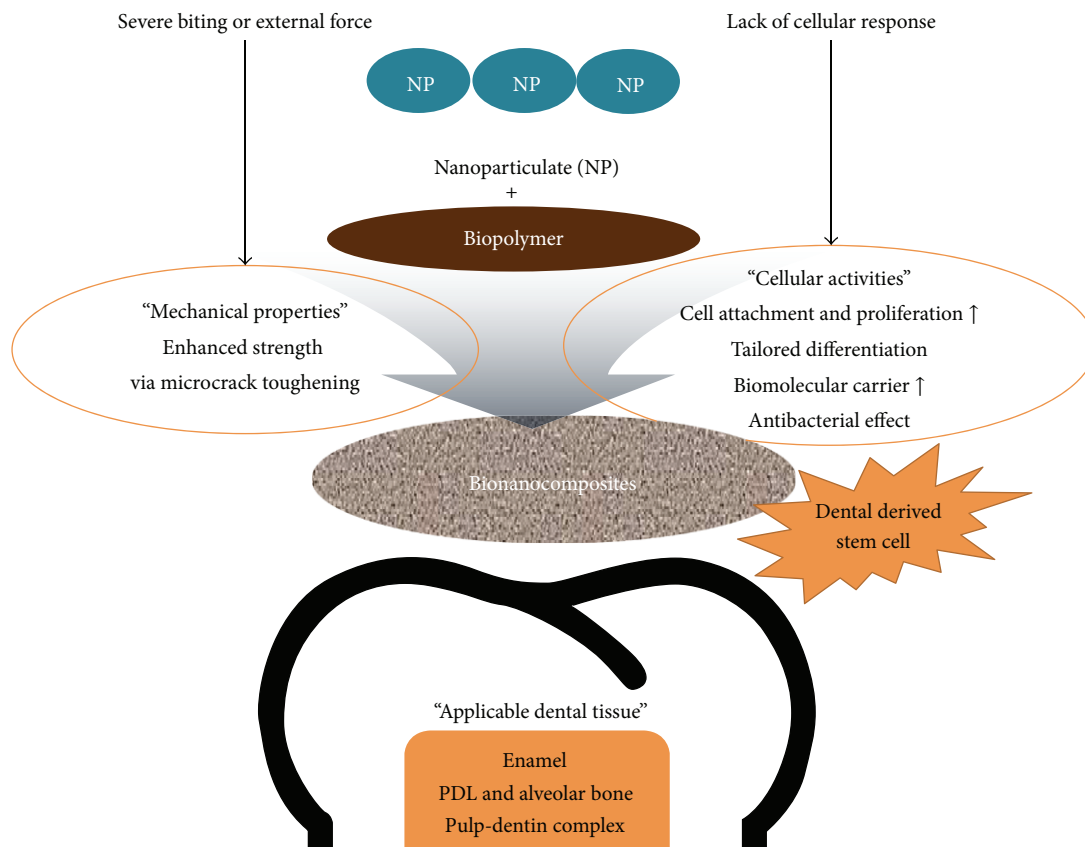 Severe biting or external force
Lack of cellular response
NP
NP
NP
Nanoparticulate (NP)
+
Biopolymer
“Mechanical properties”
Enhanced strength
via microcrack toughening
“Cellular activities”
Cell attachment and proliferation ↑
Tailored differentiation
Biomolecular carrier ↑
Antibacterial effect
Bionanocomposites
Dental derived
stem cell
“Applicable dental tissue”
Enamel
PDL and alveolar bone
Pulp-dentin complex